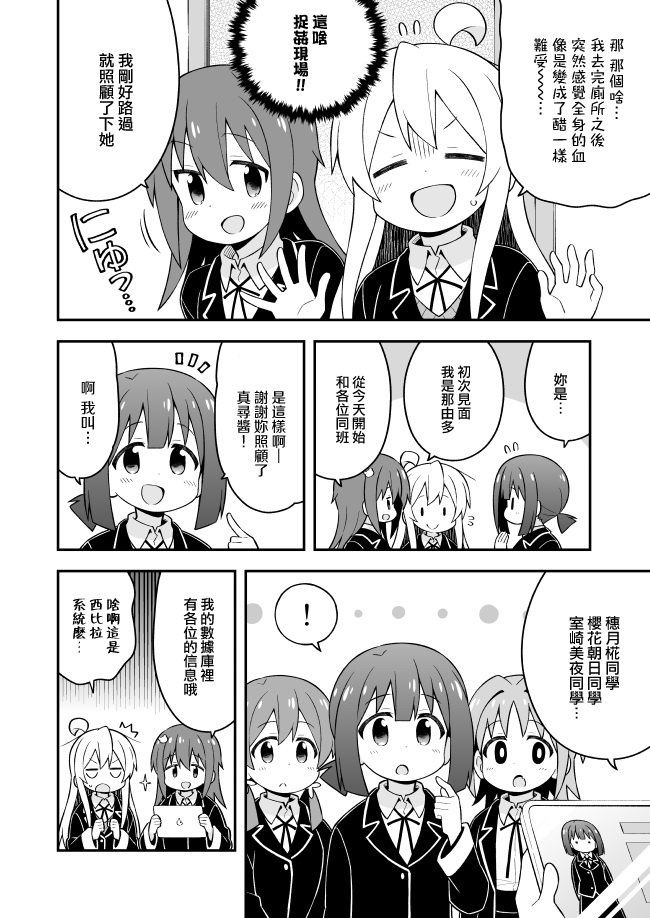 那 那個啥…
我去完廁所之後
突然感覺全身的血
像是變成了醋一樣
難受~~~…
這啥
捉姦現場!!
我剛好路過
就照顧了下她
にゅっ…
妳是…
初次見面
我是那由多
從今天開始
和各位同班
是這樣啊—
謝謝妳照顧了
真尋醬!
啊 我叫…
穗月椛同學
櫻花朝日同學
室崎美夜同學…
!
我的數據庫裡
有各位的信息哦
啥啊這是
西比拉
系統麼…